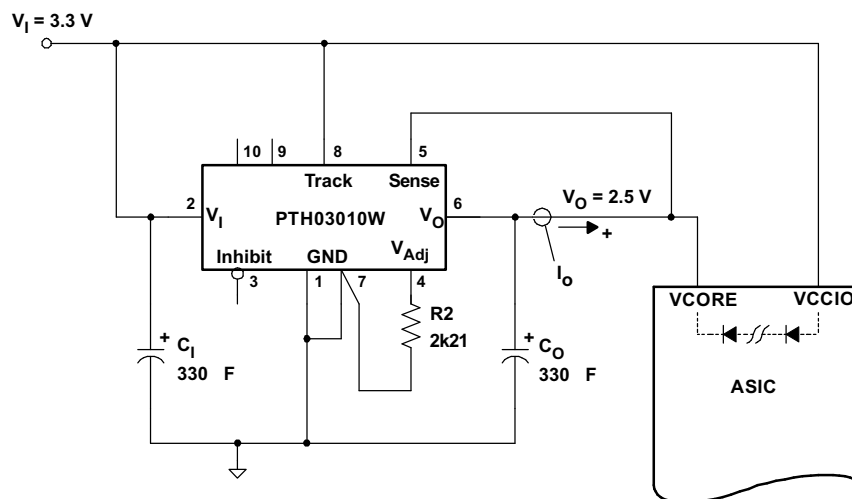 V_I = 3.3 V
10
9
8
5
Track
Sense
2
V_I
PTH03010W
V_O
6
V_O = 2.5 V
+
Inhibit
GND
V_Adj
3
1
7
4
I_o
+
C_I
330 F
R2
2k21
+
C_O
330 F
VCORE
VCCIO
ASIC